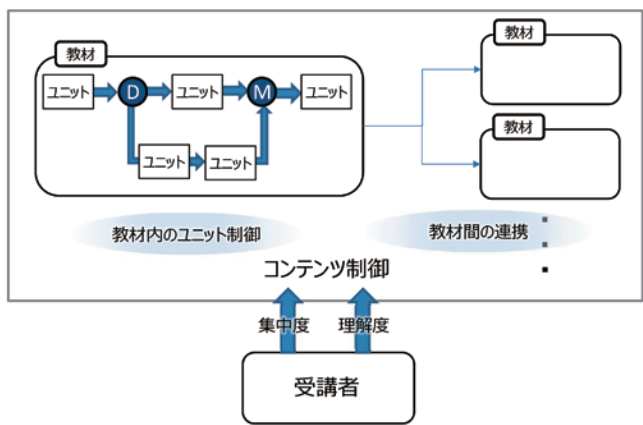 教材
ユニット
D
ユニット
M
ユニット
ユニット
ユニット
教材
教材
教材内のユニット制御
教材間の連携
コンテンツ制御
集中度
理解度
受講者